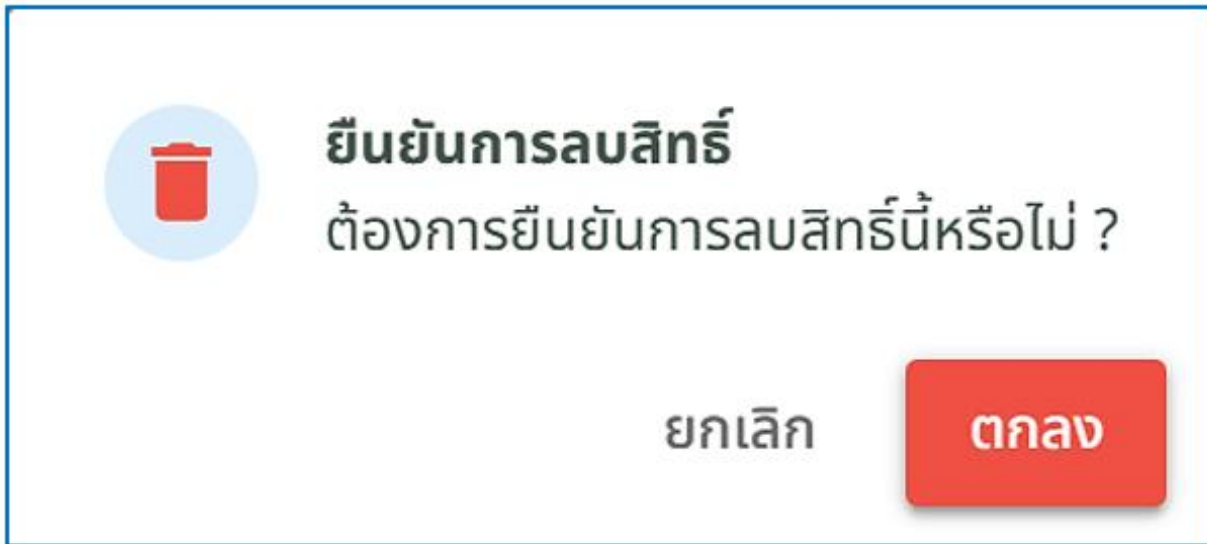 ยืนยันการลบสิทธิ์
ต้องการยืนยันการลบสิทธิ์นี้หรือไม่ ?
ยกเลิก ตกลง